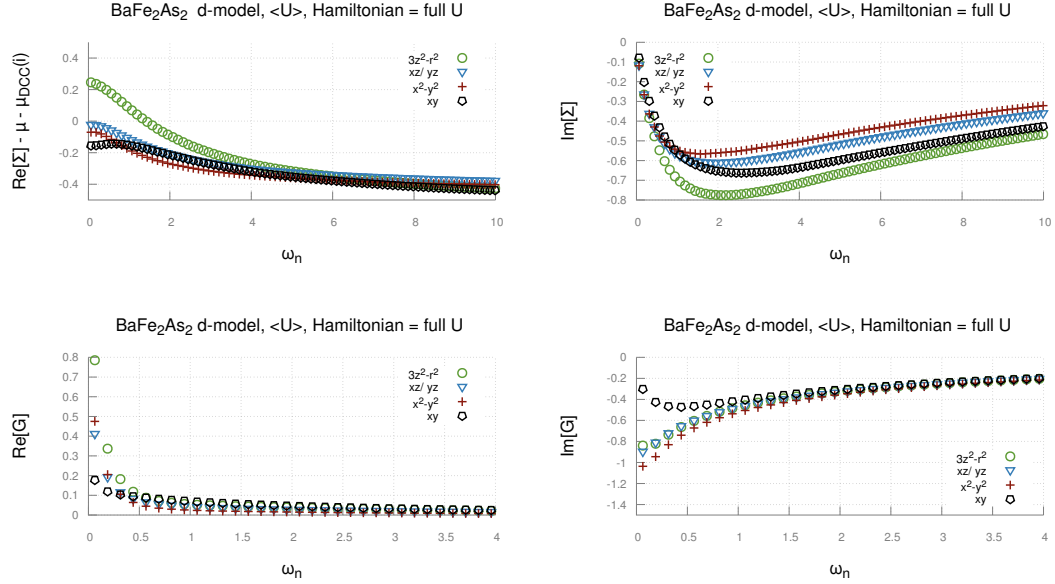 BaFe₂As₂ d-model, <U>, Hamiltonian = full U
Re[Σ] - μ - μ_DCC(i)
0.4
0.2
0
-0.2
-0.4
0 2 4 6 8 10
ωₙ
3z²-r²
xz/ yz
x²-y²
xy
BaFe₂As₂ d-model, <U>, Hamiltonian = full U
Im[Σ]
0
-0.1
-0.2
-0.3
-0.4
-0.5
-0.6
-0.7
-0.8
0 2 4 6 8 10
ωₙ
3z²-r²
xz/ yz
x²-y²
xy
BaFe₂As₂ d-model, <U>, Hamiltonian = full U
Re[G]
0.8
0.7
0.6
0.5
0.4
0.3
0.2
0.1
0
0 0.5 1 1.5 2 2.5 3 3.5 4
ωₙ
3z²-r²
xz/ yz
x²-y²
xy
BaFe₂As₂ d-model, <U>, Hamiltonian = full U
Im[G]
0
-0.2
-0.4
-0.6
-0.8
-1
-1.2
-1.4
0 0.5 1 1.5 2 2.5 3 3.5 4
ωₙ
3z²-r²
xz/ yz
x²-y²
xy